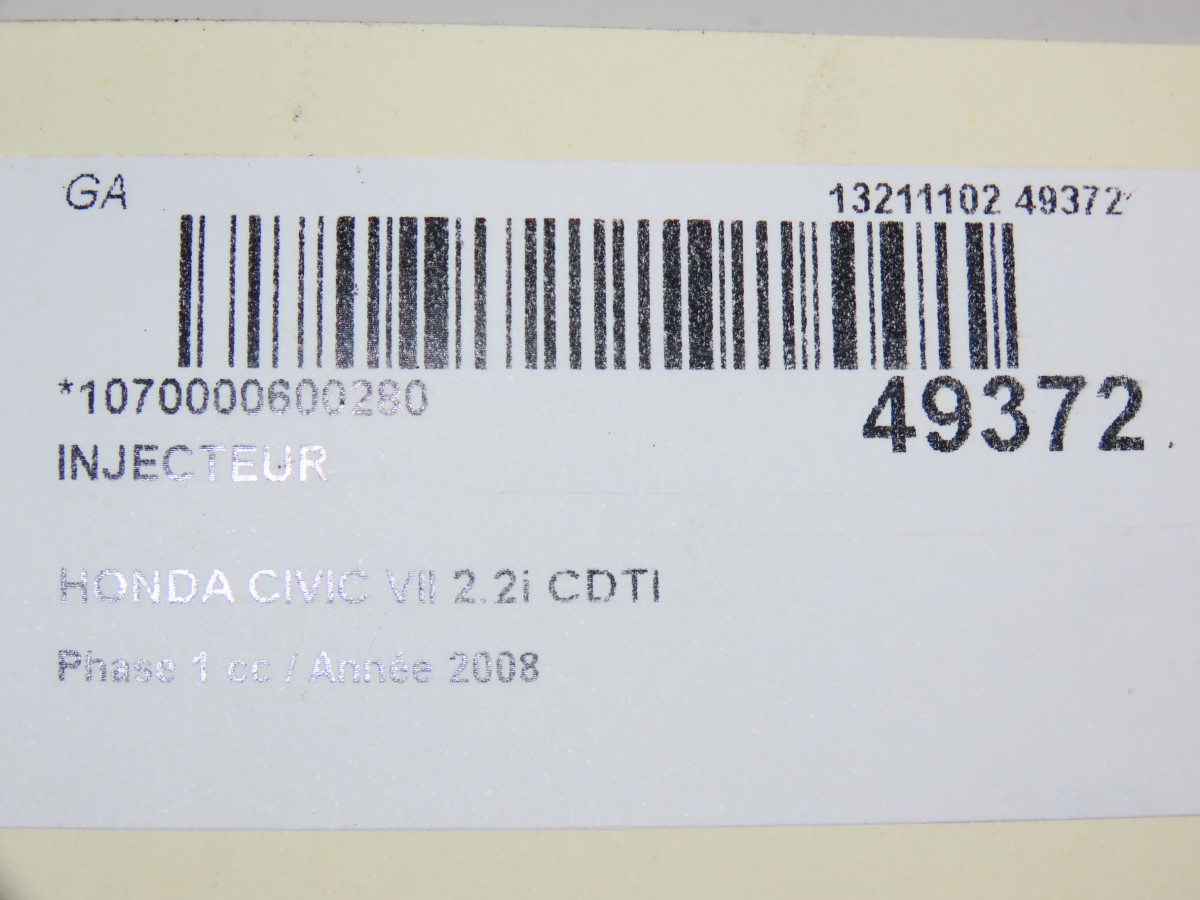 GA
13211102 49372
*1070000600280
49372
INJECTEUR
HONDA CIVIC VII 2.2i CDTI
Phase 1 cc / Année 2008